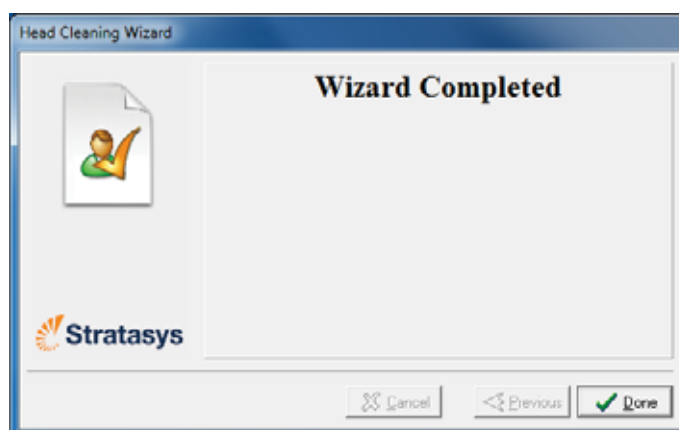 Head Cleaning Wizard
Wizard Completed
Stratasys
Cancel
Previous
Done